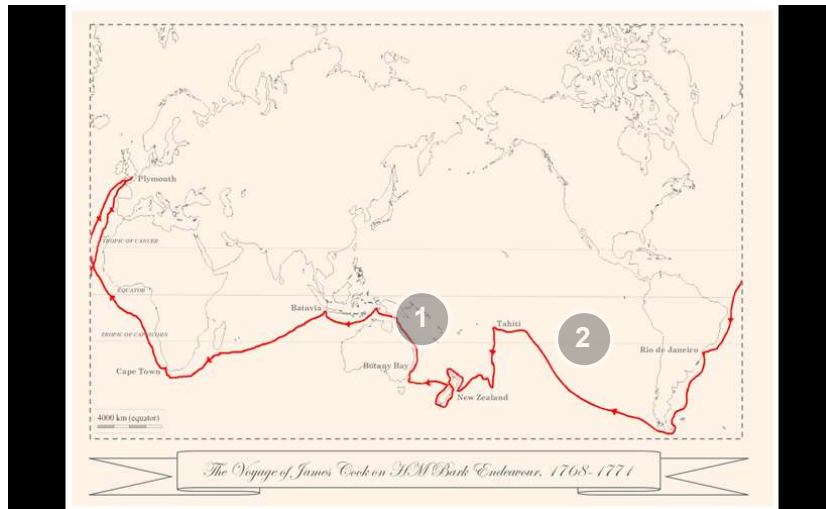 Plymouth
TROPIC OF CANCER
EQUATOR
Batavia
1
Tahiti
2
TROPIC OF CAPRICORN
Rio de Janeiro
Cape Town
Botany Bay
New Zealand
4000 km (equator)
The Voyage of James Cook on HM Bark Endeavour, 1768-1771